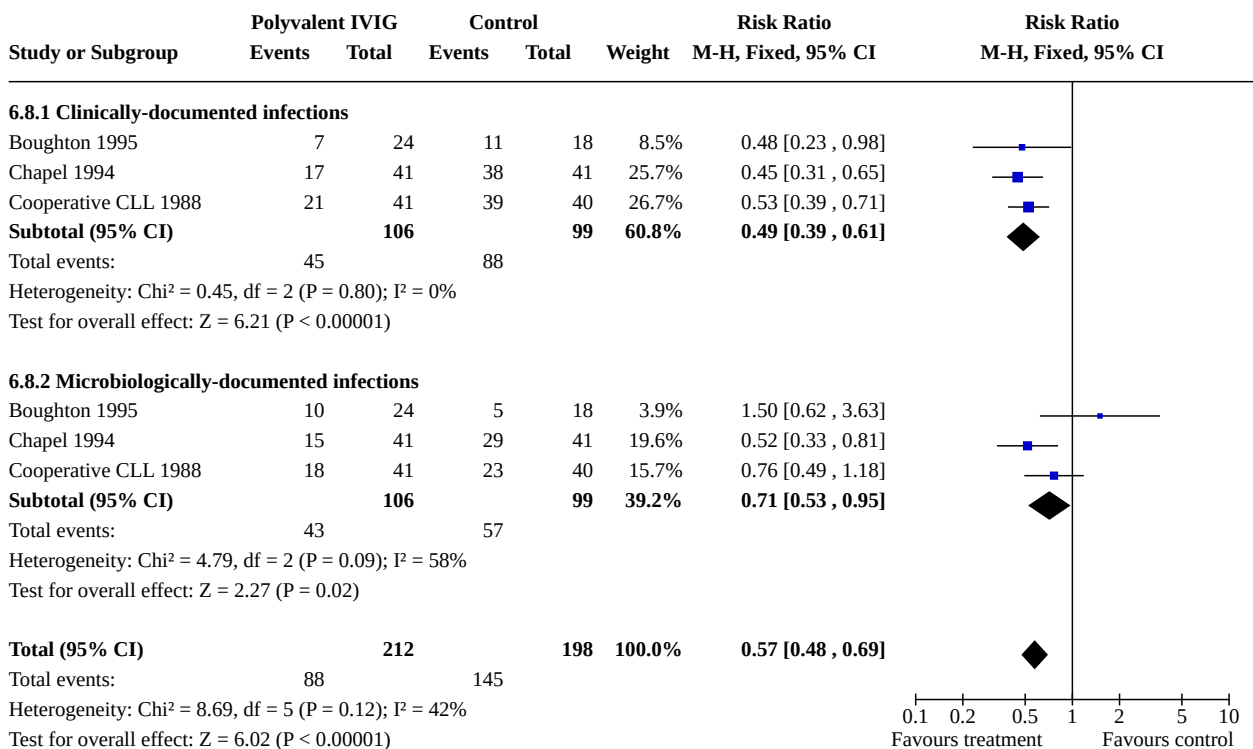 Polyvalent IVIG Control Risk Ratio Risk Ratio
Study or Subgroup Events Total Events Total Weight M-H, Fixed, 95% CI M-H, Fixed, 95% CI
6.8.1 Clinically-documented infections
Boughton 1995 7 24 11 18 8.5% 0.48 [0.23 , 0.98]
Chapel 1994 17 41 38 41 25.7% 0.45 [0.31 , 0.65]
Cooperative CLL 1988 21 41 39 40 26.7% 0.53 [0.39 , 0.71]
Subtotal (95% CI) 106 99 60.8% 0.49 [0.39 , 0.61]
Total events: 45 88
Heterogeneity: Chi² = 0.45, df = 2 (P = 0.80); I² = 0%
Test for overall effect: Z = 6.21 (P < 0.00001)
6.8.2 Microbiologically-documented infections
Boughton 1995 10 24 5 18 3.9% 1.50 [0.62 , 3.63]
Chapel 1994 15 41 29 41 19.6% 0.52 [0.33 , 0.81]
Cooperative CLL 1988 18 41 23 40 15.7% 0.76 [0.49 , 1.18]
Subtotal (95% CI) 106 99 39.2% 0.71 [0.53 , 0.95]
Total events: 43 57
Heterogeneity: Chi² = 4.79, df = 2 (P = 0.09); I² = 58%
Test for overall effect: Z = 2.27 (P = 0.02)
Total (95% CI) 212 198 100.0% 0.57 [0.48 , 0.69]
Total events: 88 145
Heterogeneity: Chi² = 8.69, df = 5 (P = 0.12); I² = 42%
0.1 0.2 0.5 1 2 5 10
Test for overall effect: Z = 6.02 (P < 0.00001) Favours treatment Favours control